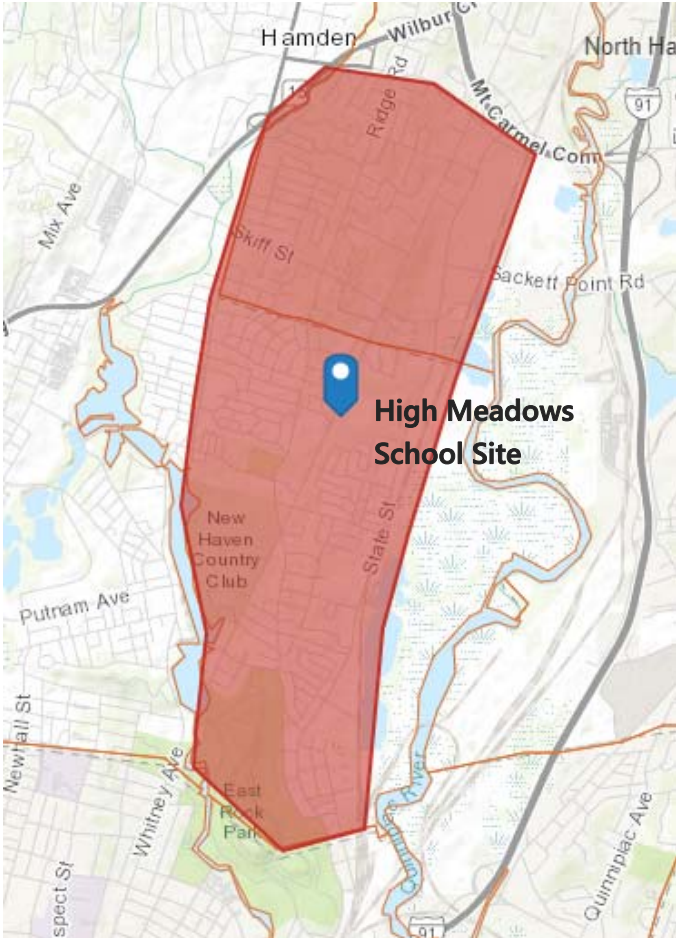 Hamden
Wilbur Cr
North Ha
91
Ridge Rd
Mt Carmel Conn
Mix Ave
Skiff St
Sackett Point Rd
High Meadows
School Site
New
Haven
Country
Club
State St
Putnam Ave
Newhall St
Whitney Ave
East
Rock
Park
Quinnipiac River
Quinnipiac Ave
spect St
91